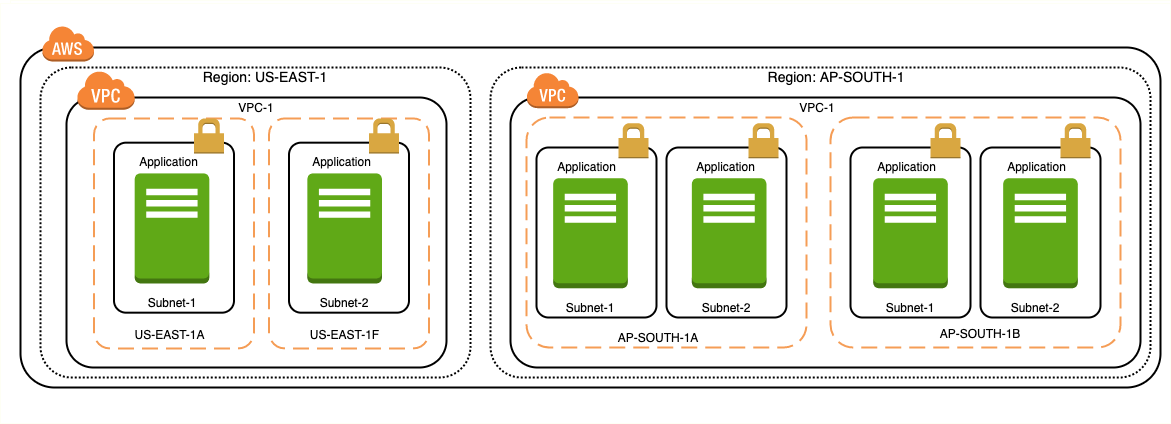 AWS
Region: US-EAST-1
VPC
VPC-1
Application
Subnet-1
US-EAST-1A
Application
Subnet-2
US-EAST-1F
Region: AP-SOUTH-1
VPC
VPC-1
Application
Subnet-1
Application
Subnet-2
AP-SOUTH-1A
Application
Subnet-1
Application
Subnet-2
AP-SOUTH-1B